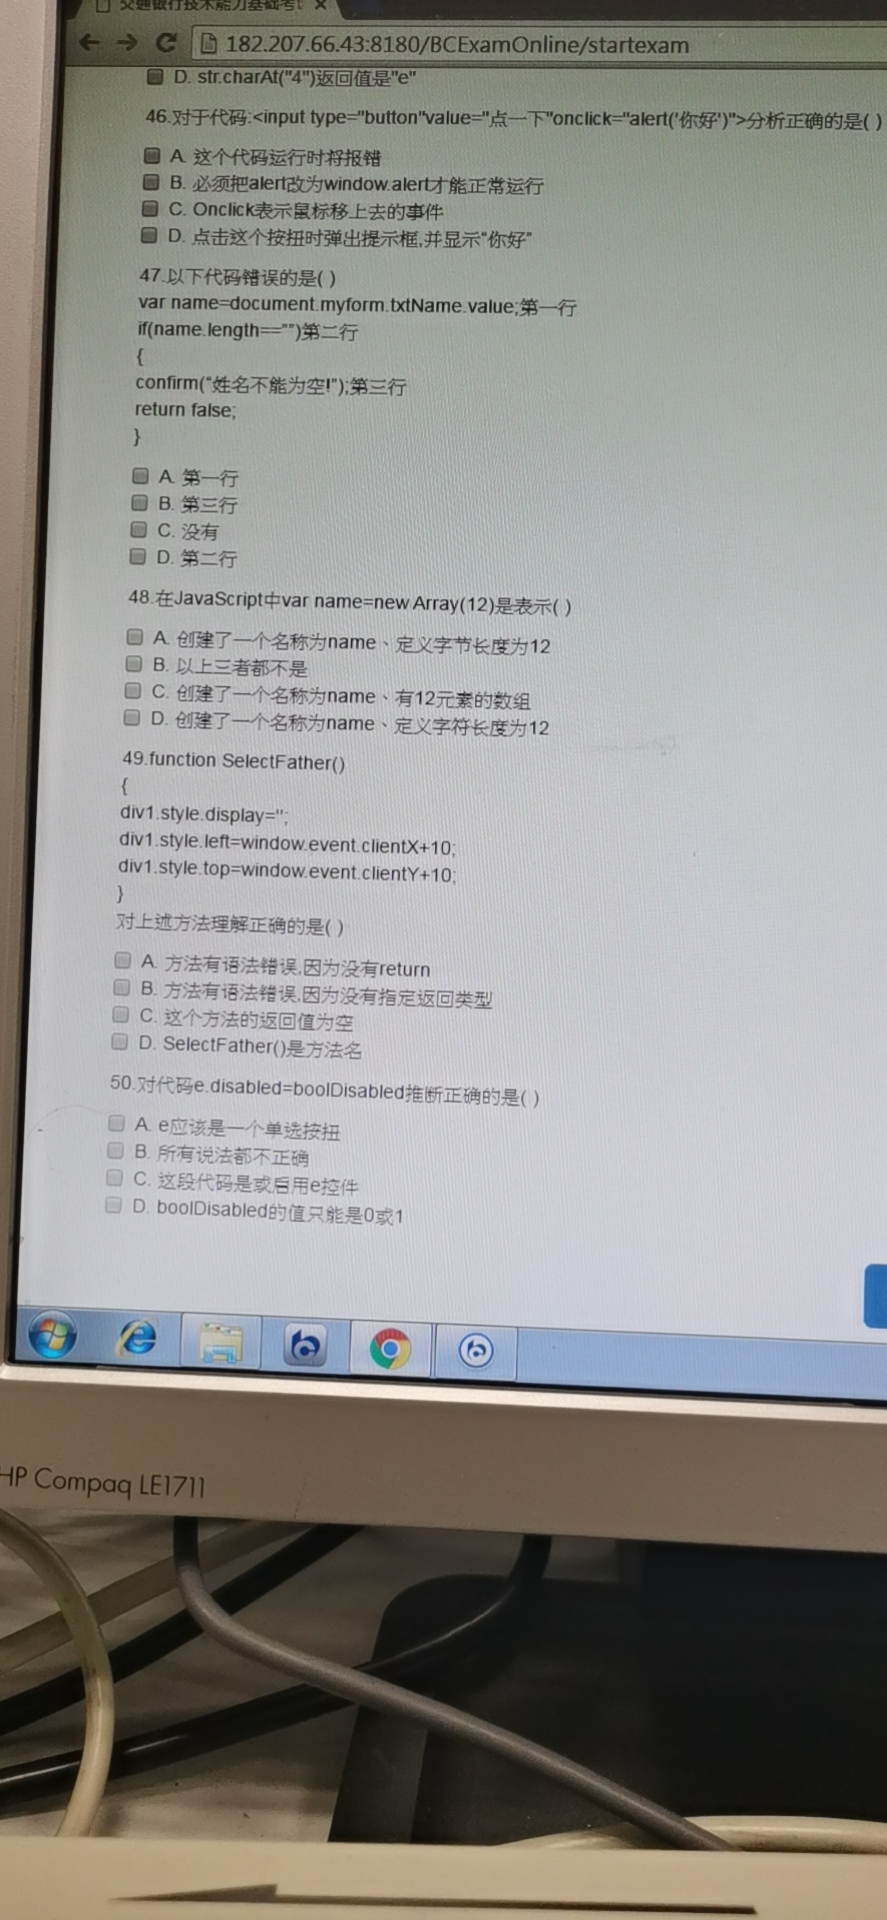 交通银行技术能力基础考
182.207.66.43:8180/BCExamOnline/startexam
D. str.charAt("4")返回值是"e"
46.对于代码:<input type="button"value="点一下"onclick="alert('你好')">分析正确的是( )
A. 这个代码运行时将报错
B. 必须把alert改为window.alert才能正常运行
C. Onclick表示鼠标移上去的事件
D. 点击这个按扭时弹出提示框,并显示"你好"
47.以下代码错误的是( )
var name=document.myform.txtName.value;第一行
if(name.length=="")第二行
{
confirm("姓名不能为空!");第三行
return false;
}
A. 第一行
B. 第三行
C. 没有
D. 第二行
48.在JavaScript中var name=new Array(12)是表示( )
A. 创建了一个名称为name、定义字节长度为12
B. 以上三者都不是
C. 创建了一个名称为name、有12元素的数组
D. 创建了一个名称为name、定义字符长度为12
49.function SelectFather()
{
div1.style.display='';
div1.style.left=window.event.clientX+10;
div1.style.top=window.event.clientY+10;
}
对上述方法理解正确的是( )
A. 方法有语法错误,因为没有return
B. 方法有语法错误,因为没有指定返回类型
C. 这个方法的返回值为空
D. SelectFather()是方法名
50.对代码e.disabled=boolDisabled推断正确的是( )
A. e应该是一个单选按扭
B. 所有说法都不正确
C. 这段代码是或启用e控件
D. boolDisabled的值只能是0或1
HP Compaq LE1711